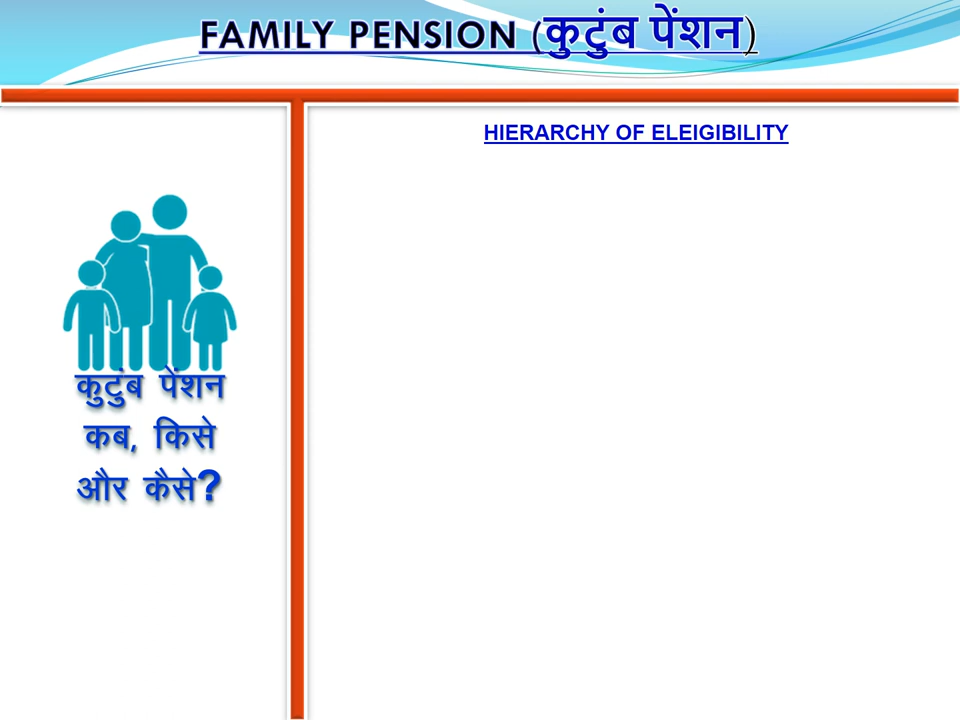 FAMILY PENSION (कुटुंब पेंशन)
HIERARCHY OF ELEIGIBILITY
कुटुंब पेंशन
कब, किसे
और कैसे?